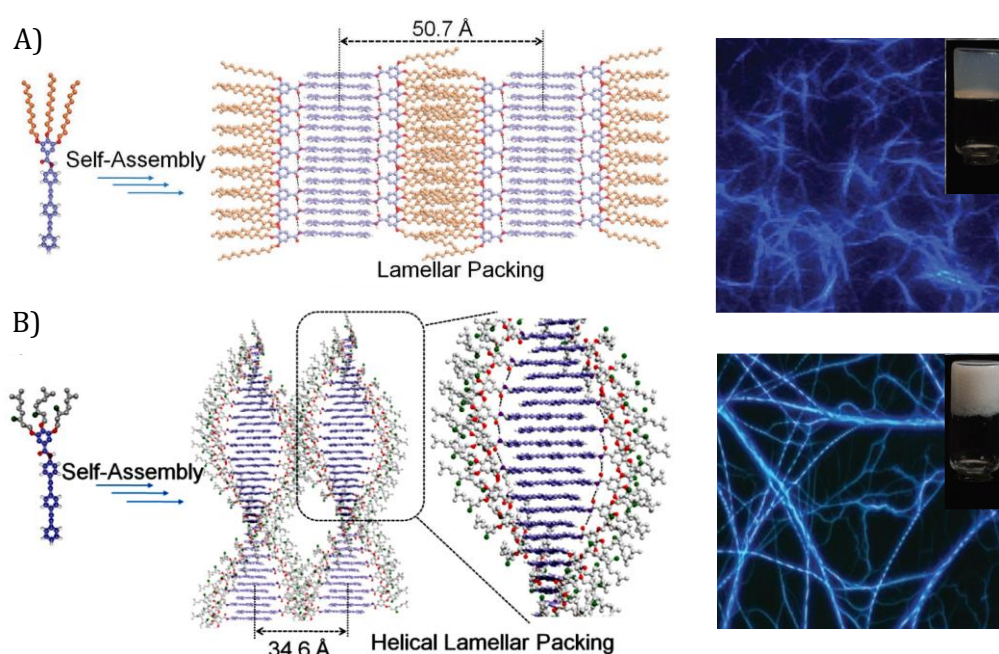 A)
50.7 Å
Self-Assembly
Lamellar Packing
B)
Self-Assembly
34.6 Å
Helical Lamellar Packing